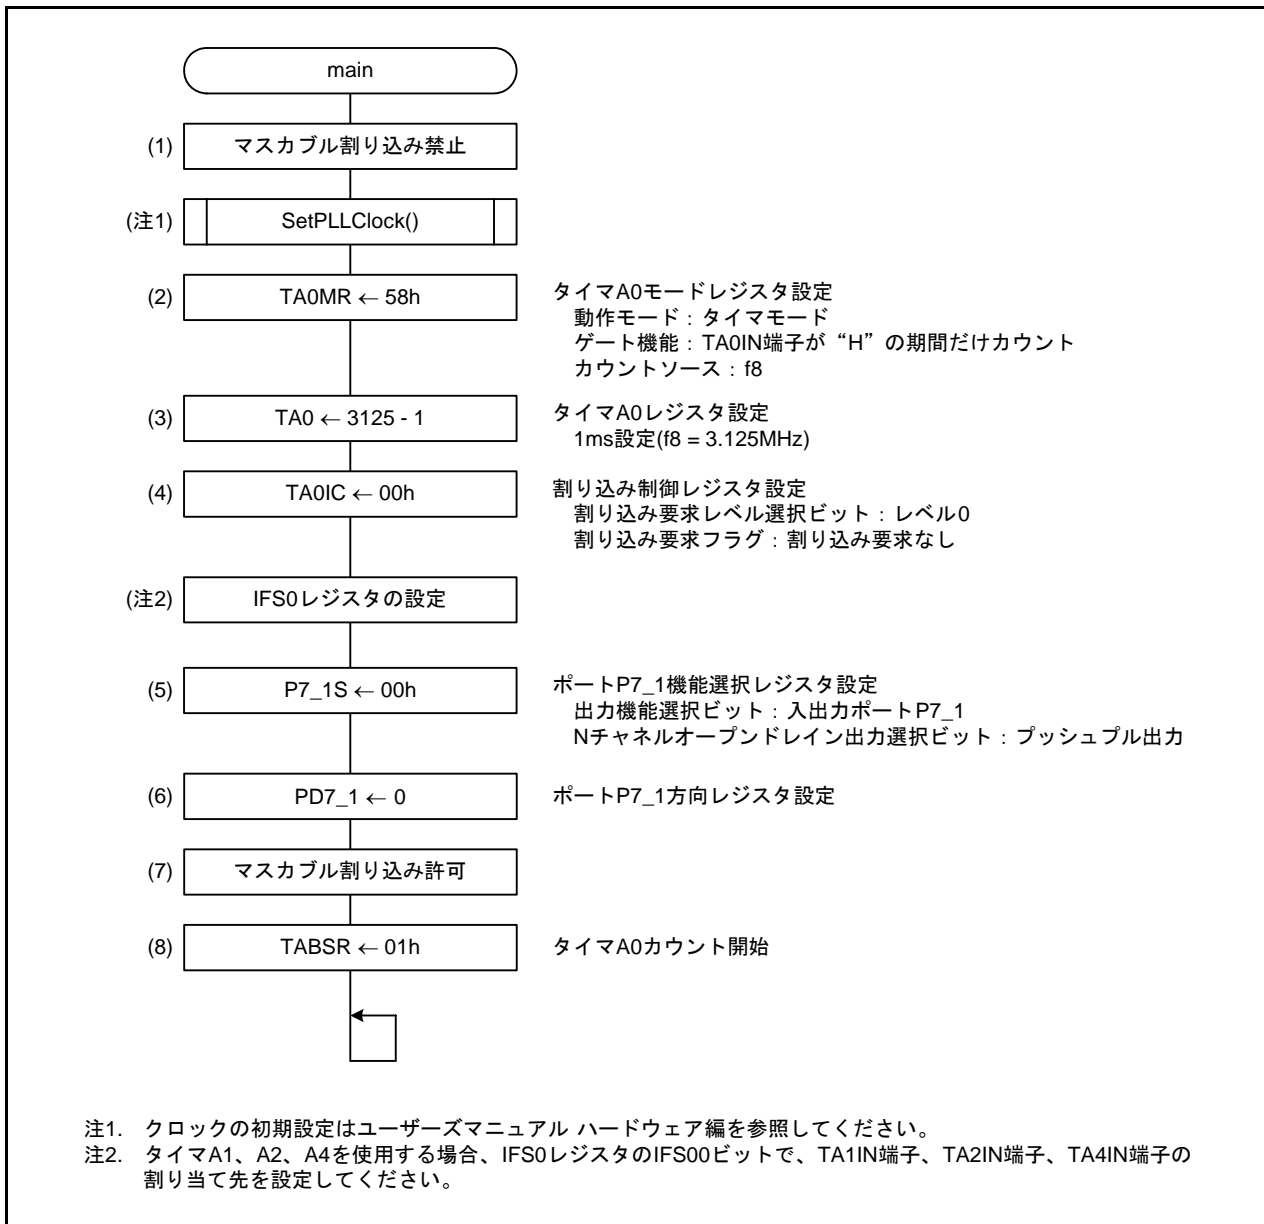 main
(1) マスカブル割り込み禁止
(注1) SetPLLClock()
(2) TA0MR ← 58h タイマA0モードレジスタ設定
動作モード：タイマモード
ゲート機能：TA0IN端子が“H”の期間だけカウント
カウントソース：f8
(3) TA0 ← 3125 - 1 タイマA0レジスタ設定
1ms設定(f8 = 3.125MHz)
(4) TA0IC ← 00h 割り込み制御レジスタ設定
割り込み要求レベル選択ビット：レベル0
割り込み要求フラグ：割り込み要求なし
(注2) IFS0レジスタの設定
(5) P7_1S ← 00h ポートP7_1機能選択レジスタ設定
出力機能選択ビット：入出力ポートP7_1
Nチャネルオープンドレイン出力選択ビット：プッシュプル出力
(6) PD7_1 ← 0 ポートP7_1方向レジスタ設定
(7) マスカブル割り込み許可
(8) TABSR ← 01h タイマA0カウント開始
注1. クロックの初期設定はユーザーズマニュアル ハードウェア編を参照してください。
注2. タイマA1、A2、A4を使用する場合、IFS0レジスタのIFS00ビットで、TA1IN端子、TA2IN端子、TA4IN端子の
割り当て先を設定してください。